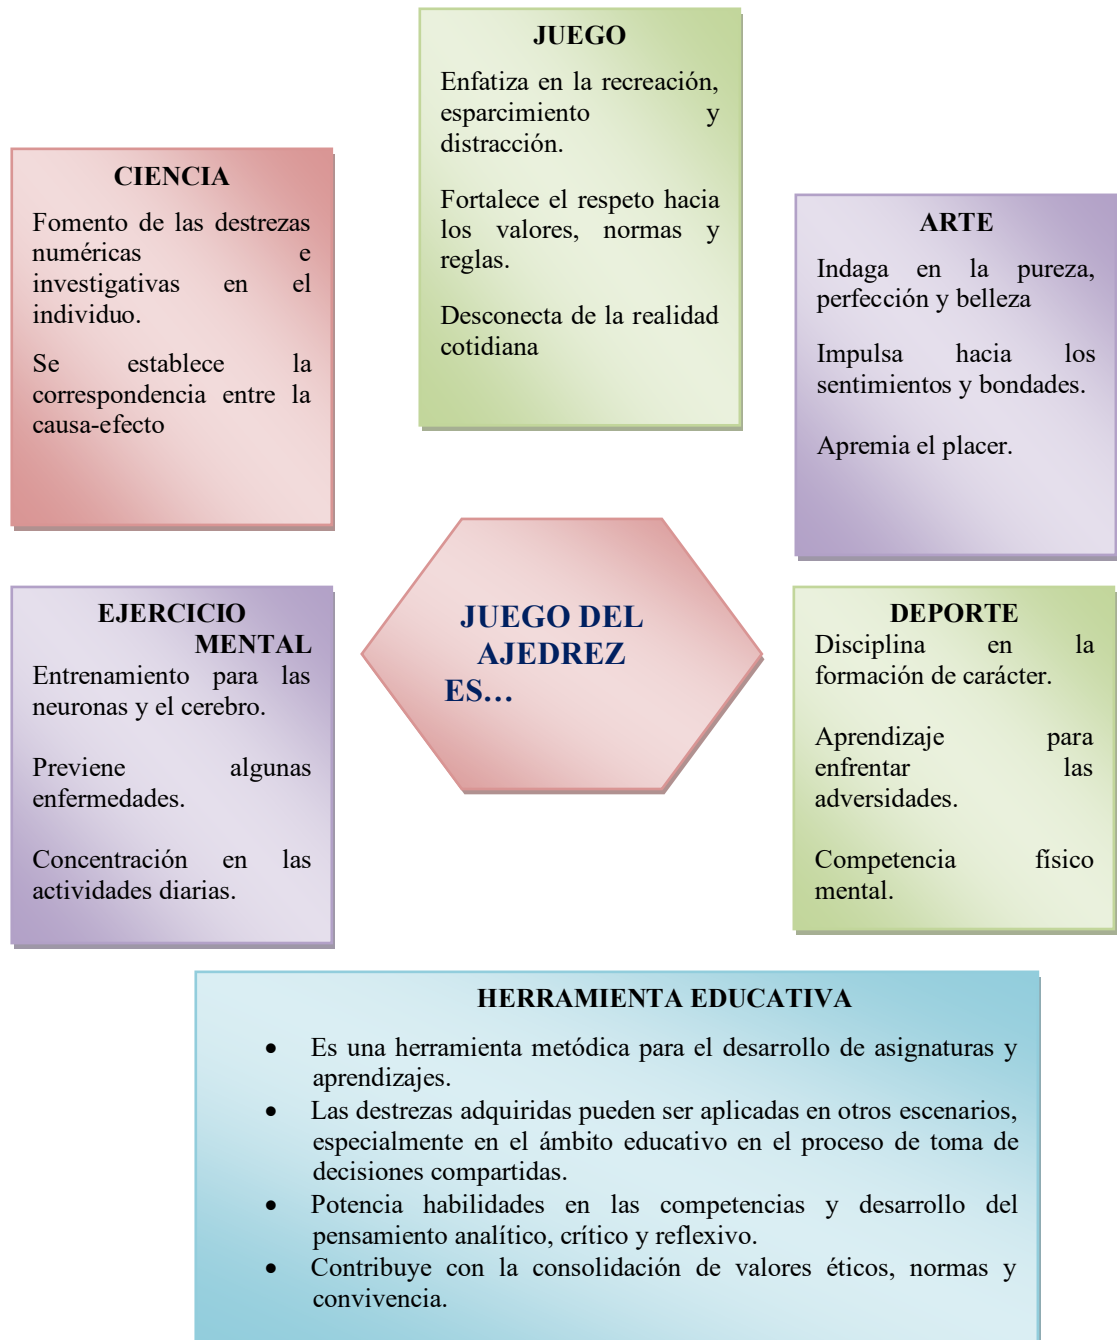 JUEGO
Enfatiza en la recreación,
esparcimiento y
distracción.
Fortalece el respeto hacia
los valores, normas y
reglas.
Desconecta de la realidad
cotidiana
CIENCIA
Fomento de las destrezas
numéricas e
investigativas en el
individuo.
Se establece la
correspondencia entre la
causa-efecto
ARTE
Indaga en la pureza,
perfección y belleza
Impulsa hacia los
sentimientos y bondades.
Apremia el placer.
JUEGO DEL
AJEDREZ
ES…
EJERCICIO
MENTAL
Entrenamiento para las
neuronas y el cerebro.
Previene algunas
enfermedades.
Concentración en las
actividades diarias.
DEPORTE
Disciplina en la
formación de carácter.
Aprendizaje para
enfrentar las
adversidades.
Competencia físico
mental.
HERRAMIENTA EDUCATIVA
• Es una herramienta metódica para el desarrollo de asignaturas y
aprendizajes.
• Las destrezas adquiridas pueden ser aplicadas en otros escenarios,
especialmente en el ámbito educativo en el proceso de toma de
decisiones compartidas.
• Potencia habilidades en las competencias y desarrollo del
pensamiento analítico, crítico y reflexivo.
• Contribuye con la consolidación de valores éticos, normas y
convivencia.